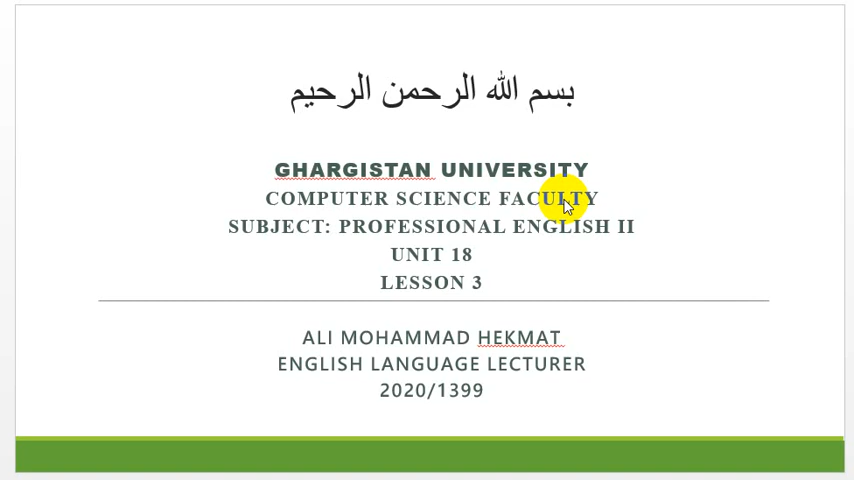 بسم الله الرحمن الرحيم
GHARGISTAN UNIVERSITY
COMPUTER SCIENCE FACULTY
SUBJECT: PROFESSIONAL ENGLISH II
UNIT 18
LESSON 3
ALI MOHAMMAD HEKMAT
ENGLISH LANGUAGE LECTURER
2020/1399